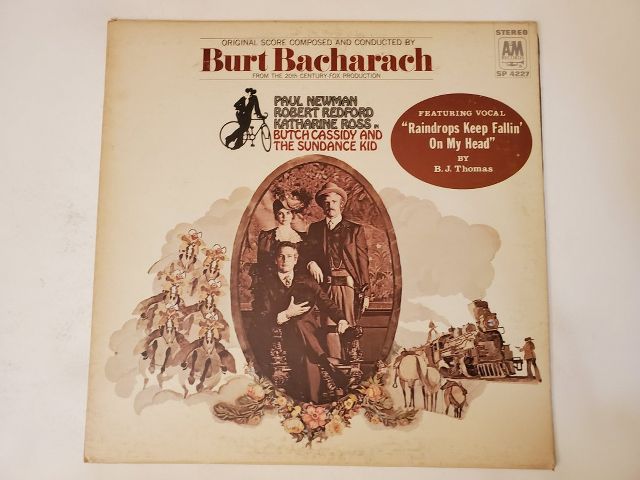 ORIGINAL SCORE COMPOSED AND CONDUCTED BY
Burt Bacharach
FROM THE 20th CENTURY-FOX PRODUCTION
STEREO
A&M
RECORDS
SP 4227
PAUL NEWMAN
ROBERT REDFORD
KATHARINE ROSS IN
BUTCH CASSIDY AND
THE SUNDANCE KID
FEATURING VOCAL
"Raindrops Keep Fallin'
On My Head"
BY
B. J. Thomas